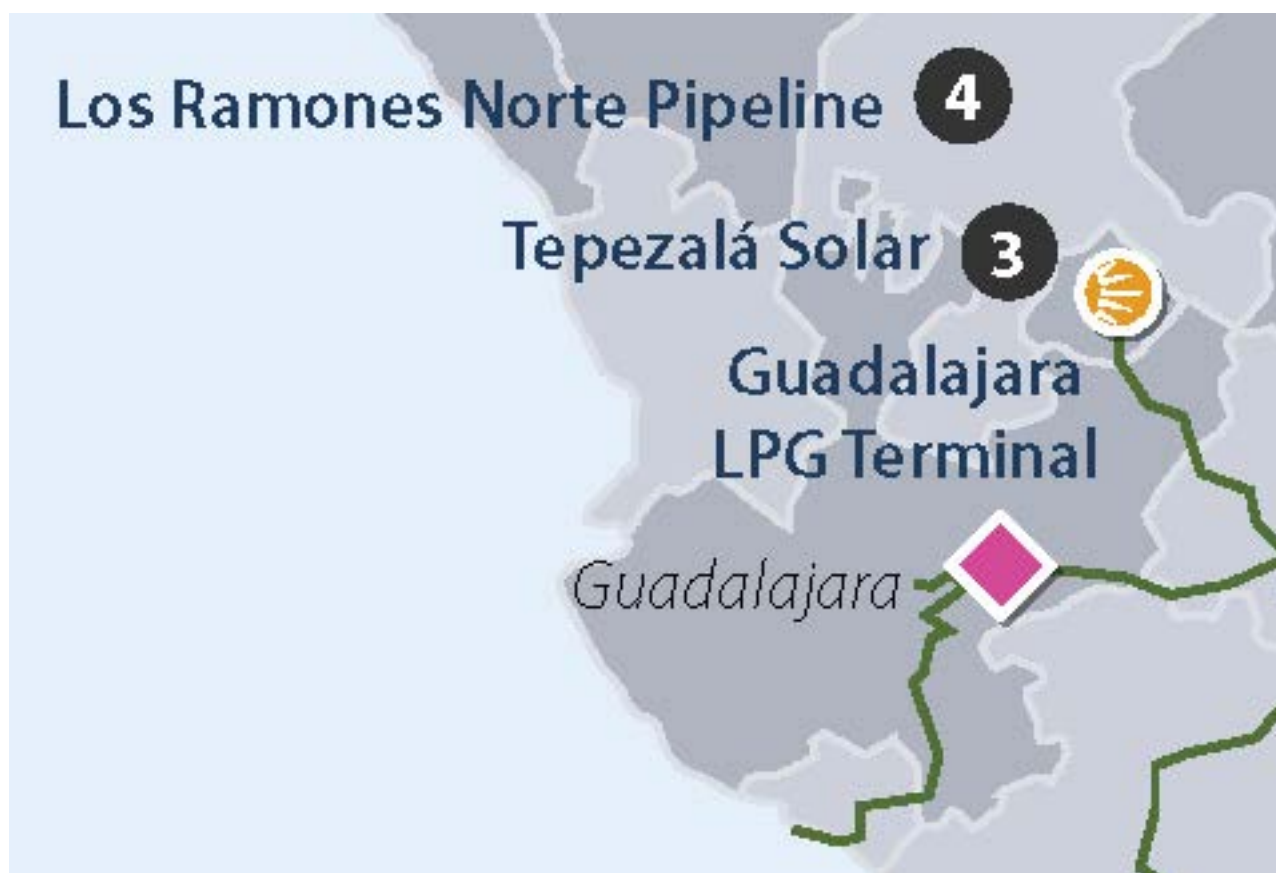 Los Ramones Norte Pipeline 4
Tepezalá Solar 3
Guadalajara
LPG Terminal
Guadalajara